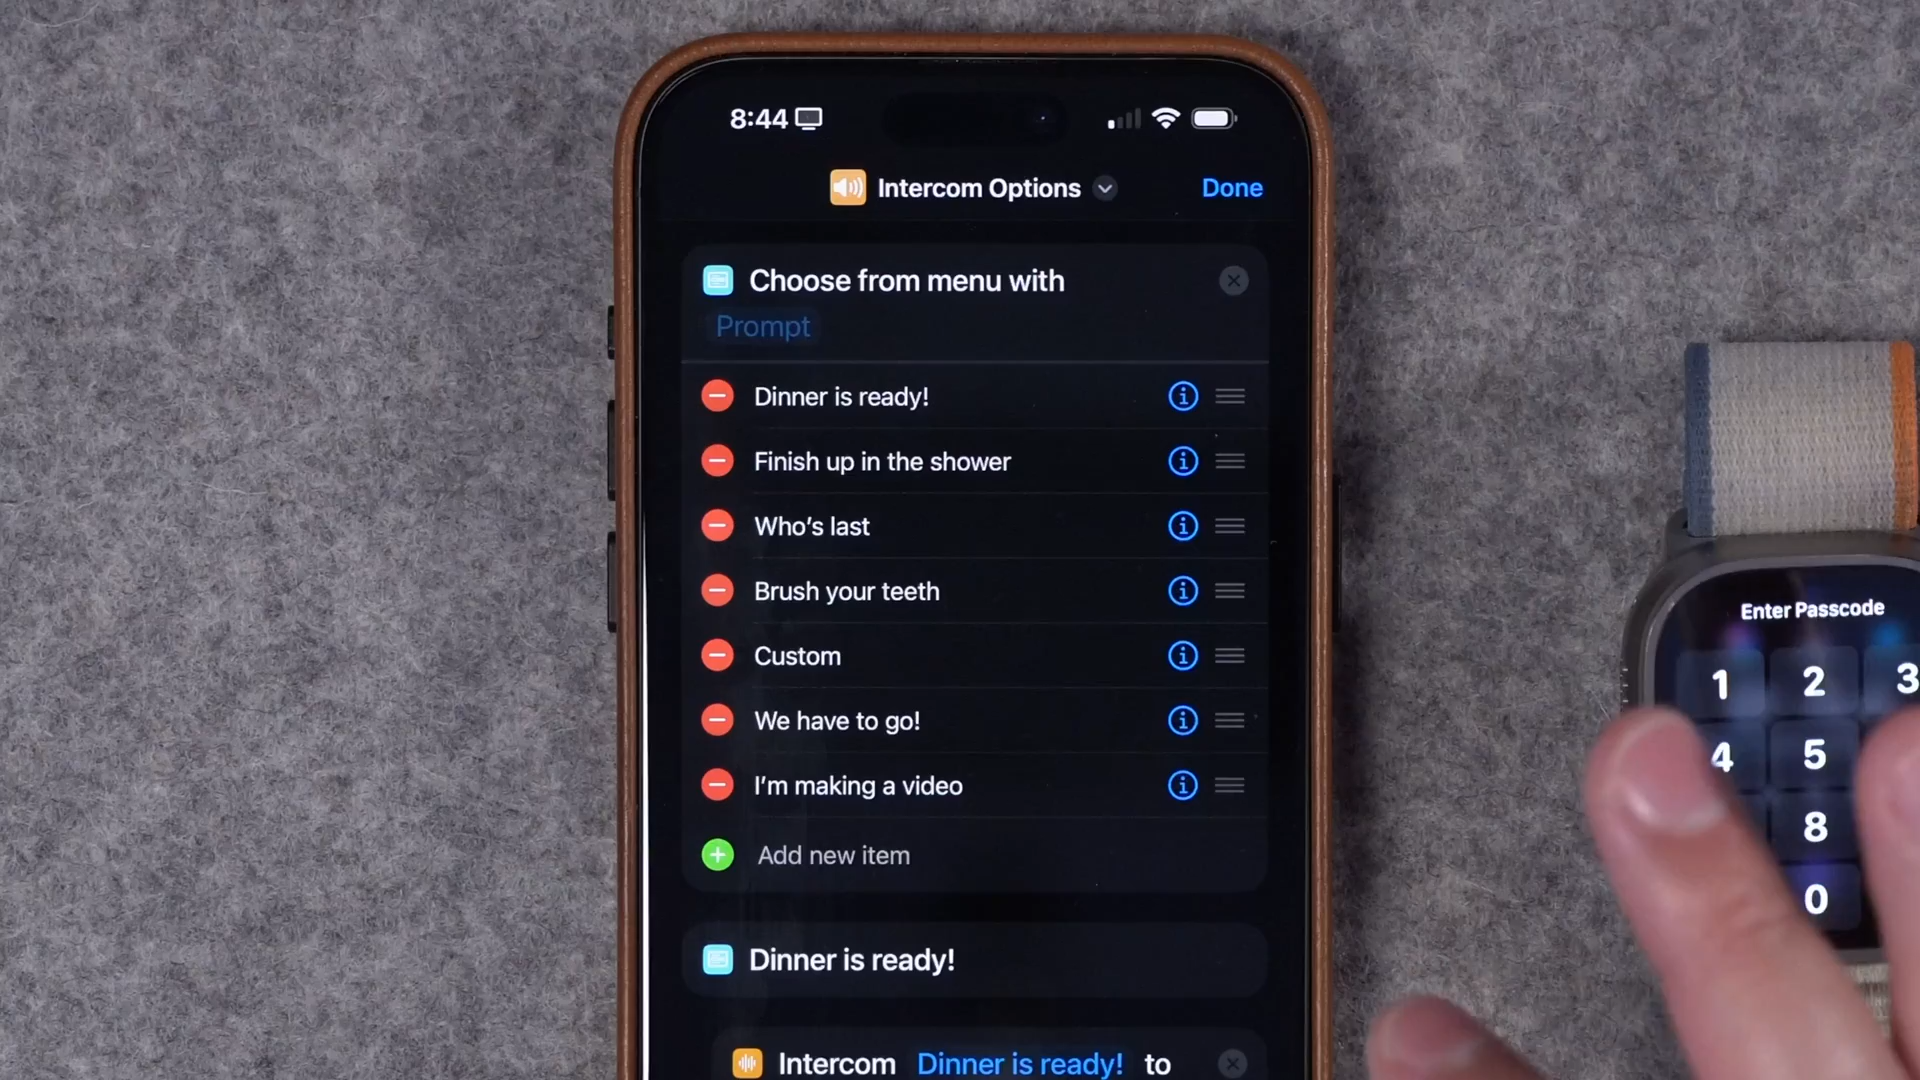 8:44
Intercom Options
Done
Choose from menu with
Prompt
Dinner is ready!
Finish up in the shower
Who's last
Brush your teeth
Custom
We have to go!
I'm making a video
Add new item
Dinner is ready!
Intercom Dinner is ready! to
Enter Passcode
1 2 3
4 5
8
0